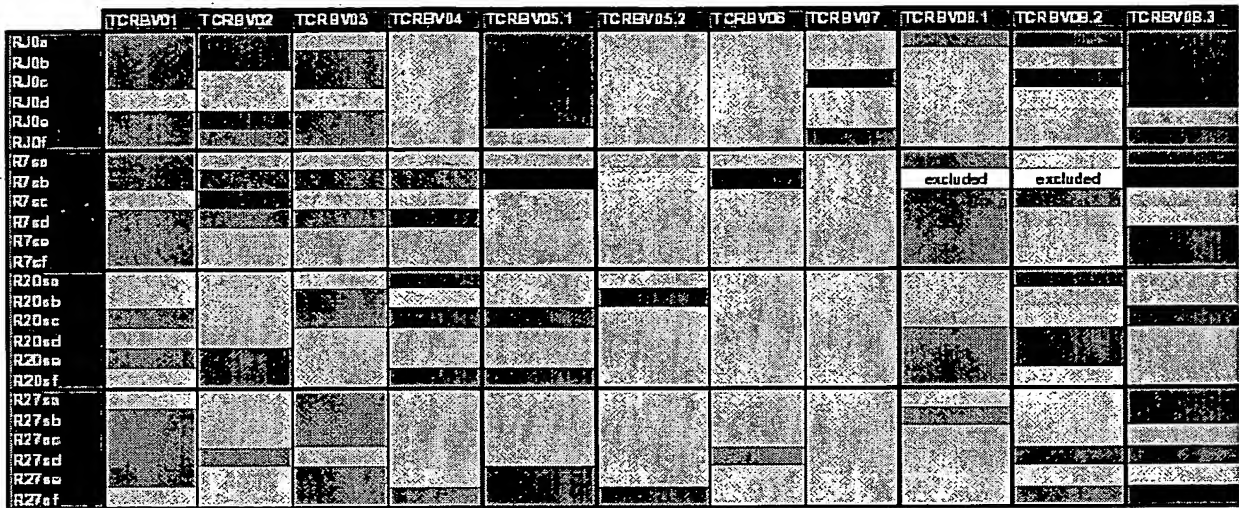 TCRBV01 TCRBV02 TCRBV03 TCRBV04 TCRBV05.1 TCRBV05.2 TCRBV06 TCRBV07 TCRBV08.1 TCRBV08.2 TCRBV08.3
RJ0a
RJ0b
RJ0c
RJ0d
RJ0e
RJ0f
R7sa
R7sb excluded excluded
R7sc
R7sd
R7se
R7sf
R20sa
R20sb
R20sc
R20sd
R20se
R20sf
R27sa
R27sb
R27sc
R27sd
R27se
R27sf